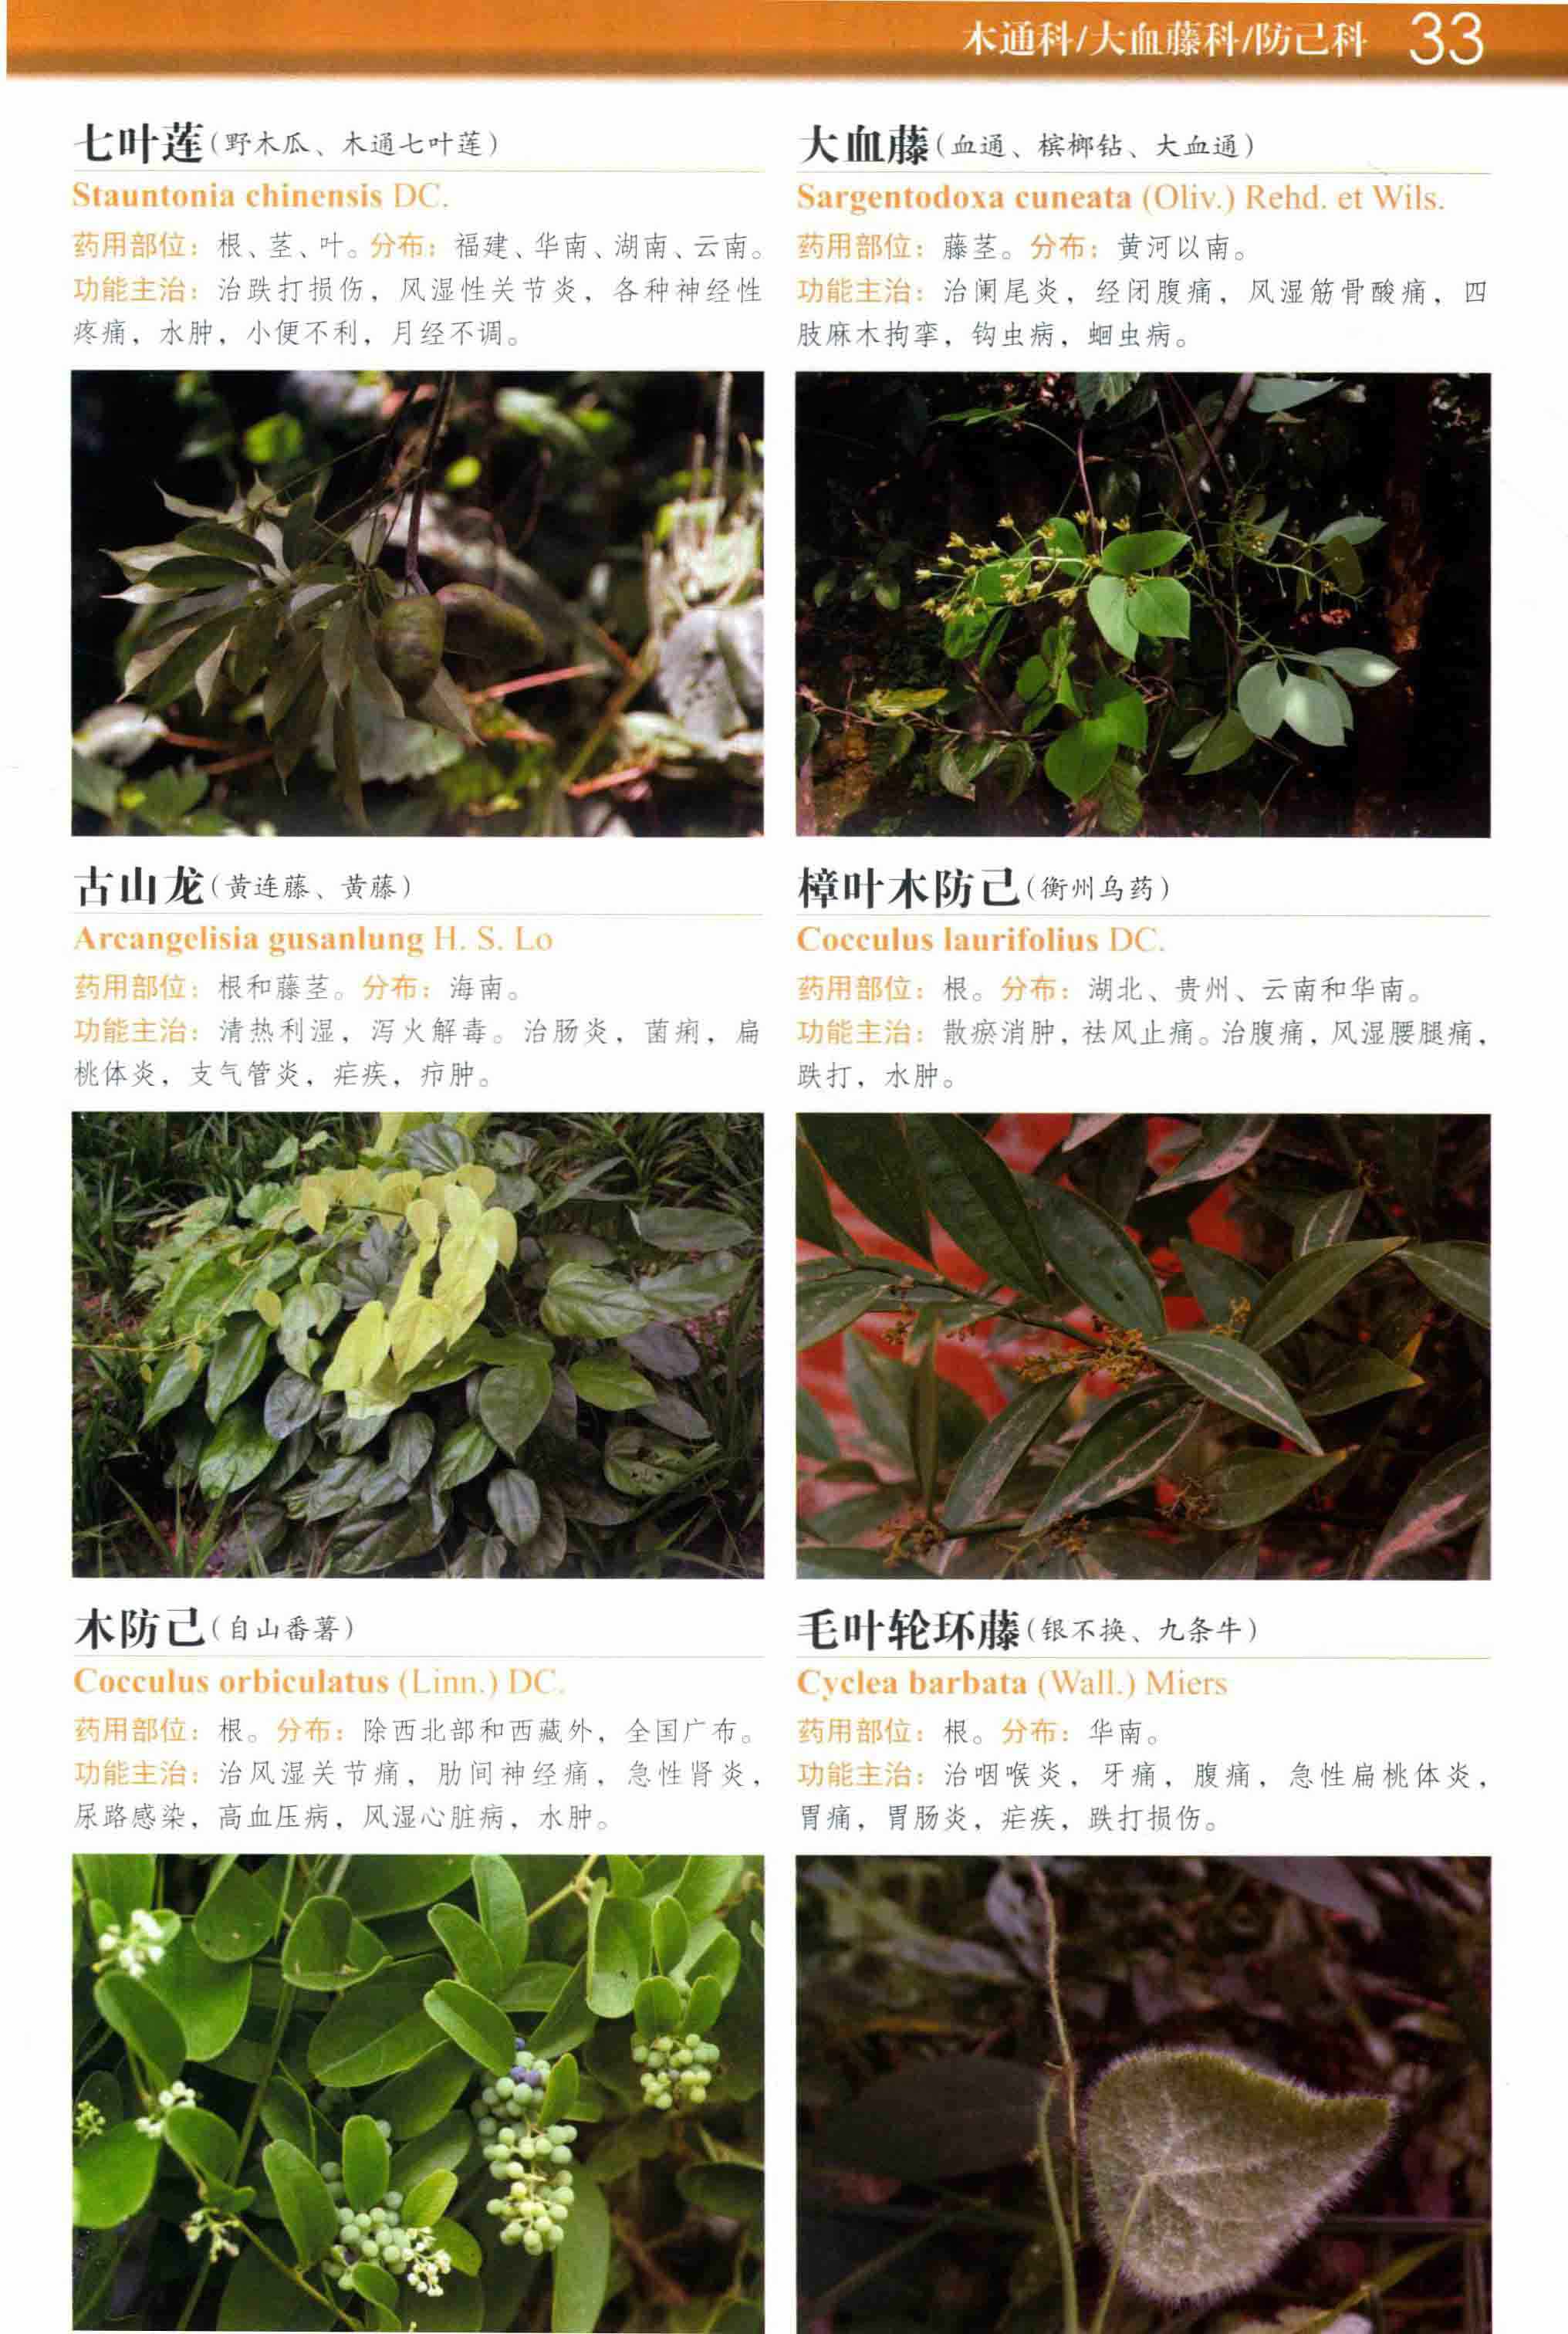 木通科/大血藤科/防己科 33
七叶莲(野木瓜、木通七叶莲)
Stauntonia chinensis DC.
药用部位：根、茎、叶。分布：福建、华南、湖南、云南。
功能主治：治跌打损伤，风湿性关节炎，各种神经性
疼痛，水肿，小便不利，月经不调。
大血藤(血通、槟榔钻、大血通)
Sargentodoxa cuneata (Oliv.) Rehd. et Wils.
药用部位：藤茎。分布：黄河以南。
功能主治：治阑尾炎，经闭腹痛，风湿筋骨酸痛，四
肢麻木拘挛，钩虫病，蛔虫病。
古山龙(黄连藤、黄藤)
Arcangelisia gusanlung H. S. Lo
药用部位：根和藤茎。分布：海南。
功能主治：清热利湿，泻火解毒。治肠炎，菌痢，扁
桃体炎，支气管炎，疟疾，疖肿。
樟叶木防己(衡州乌药)
Cocculus laurifolius DC.
药用部位：根。分布：湖北、贵州、云南和华南。
功能主治：散瘀消肿，祛风止痛。治腹痛，风湿腰腿痛，
跌打，水肿。
木防己(自山番薯)
Cocculus orbiculatus (Linn.) DC.
药用部位：根。分布：除西北部和西藏外，全国广布。
功能主治：治风湿关节痛，肋间神经痛，急性肾炎，
尿路感染，高血压病，风湿心脏病，水肿。
毛叶轮环藤(银不换、九条牛)
Cyclea barbata (Wall.) Miers
药用部位：根。分布：华南。
功能主治：治咽喉炎，牙痛，腹痛，急性扁桃体炎，
胃痛，胃肠炎，疟疾，跌打损伤。